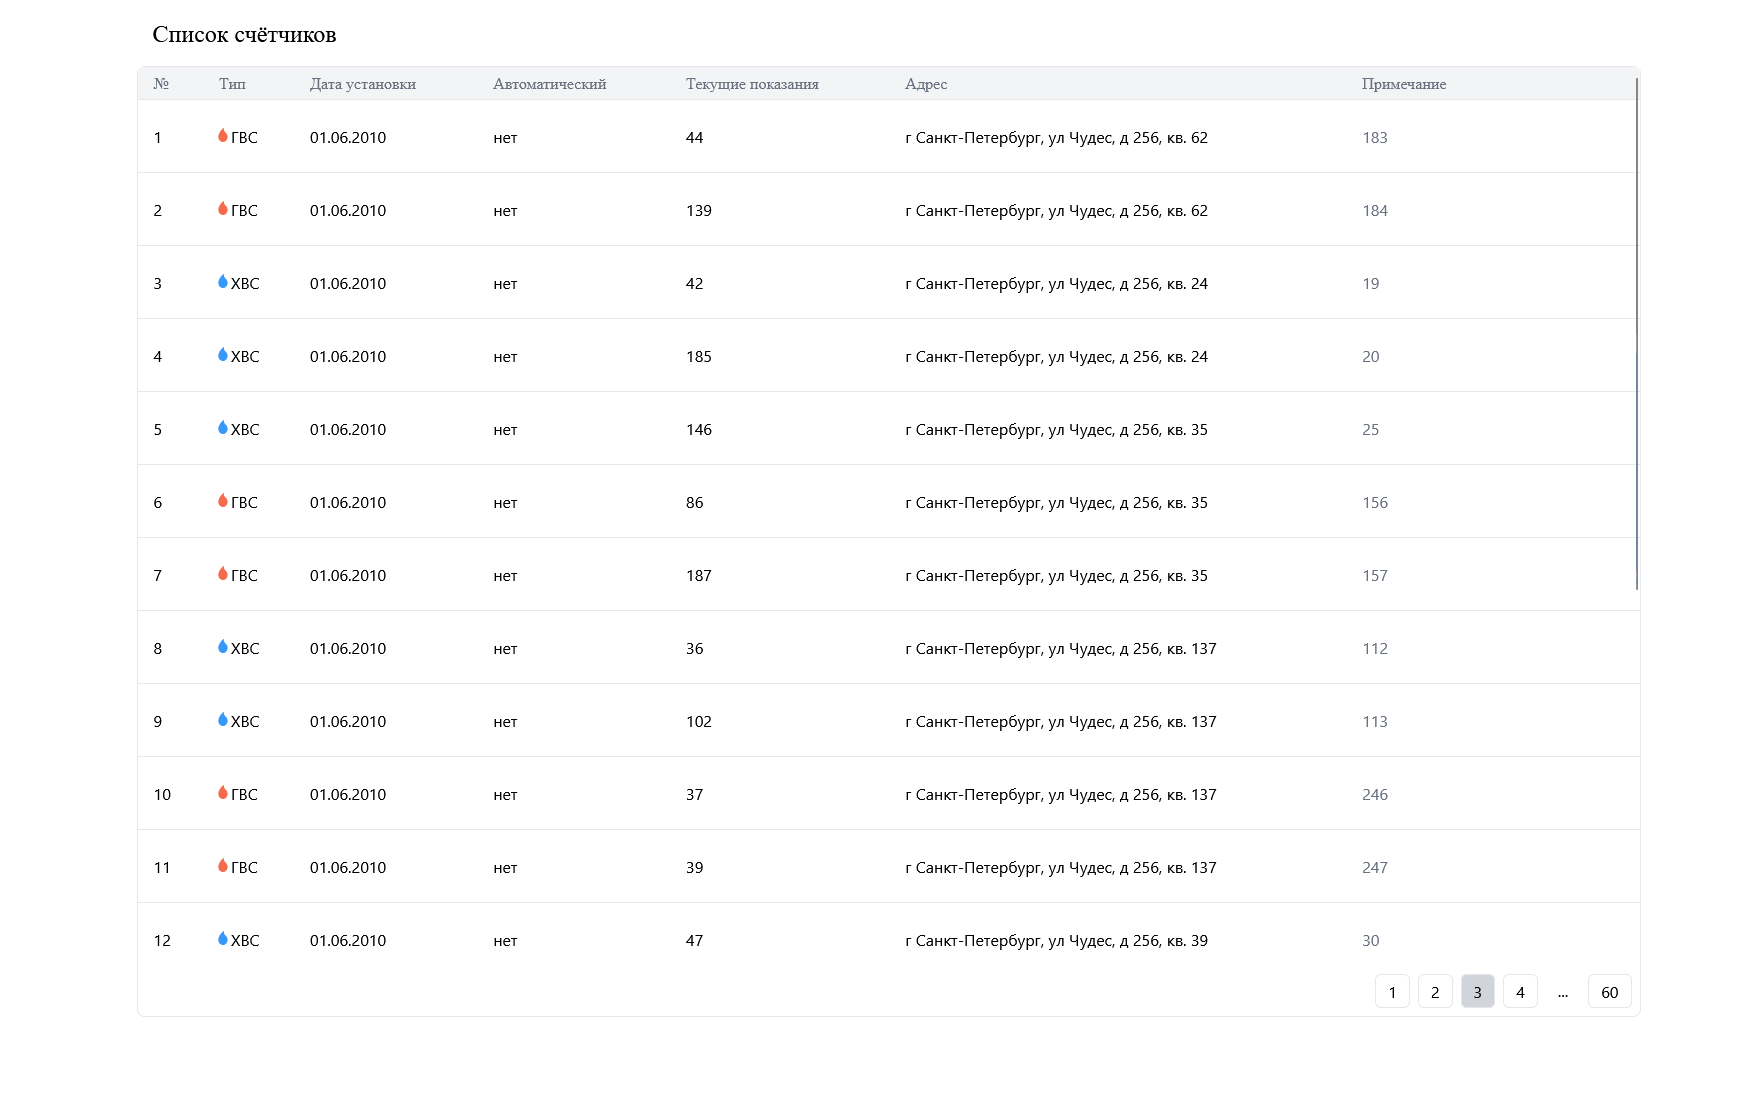 Список счётчиков
№ Тип Дата установки Автоматический Текущие показания Адрес Примечание
1 ГВС 01.06.2010 нет 44 г Санкт-Петербург, ул Чудес, д 256, кв. 62 183
2 ГВС 01.06.2010 нет 139 г Санкт-Петербург, ул Чудес, д 256, кв. 62 184
3 ХВС 01.06.2010 нет 42 г Санкт-Петербург, ул Чудес, д 256, кв. 24 19
4 ХВС 01.06.2010 нет 185 г Санкт-Петербург, ул Чудес, д 256, кв. 24 20
5 ХВС 01.06.2010 нет 146 г Санкт-Петербург, ул Чудес, д 256, кв. 35 25
6 ГВС 01.06.2010 нет 86 г Санкт-Петербург, ул Чудес, д 256, кв. 35 156
7 ГВС 01.06.2010 нет 187 г Санкт-Петербург, ул Чудес, д 256, кв. 35 157
8 ХВС 01.06.2010 нет 36 г Санкт-Петербург, ул Чудес, д 256, кв. 137 112
9 ХВС 01.06.2010 нет 102 г Санкт-Петербург, ул Чудес, д 256, кв. 137 113
10 ГВС 01.06.2010 нет 37 г Санкт-Петербург, ул Чудес, д 256, кв. 137 246
11 ГВС 01.06.2010 нет 39 г Санкт-Петербург, ул Чудес, д 256, кв. 137 247
12 ХВС 01.06.2010 нет 47 г Санкт-Петербург, ул Чудес, д 256, кв. 39 30
1 2 3 4 ... 60